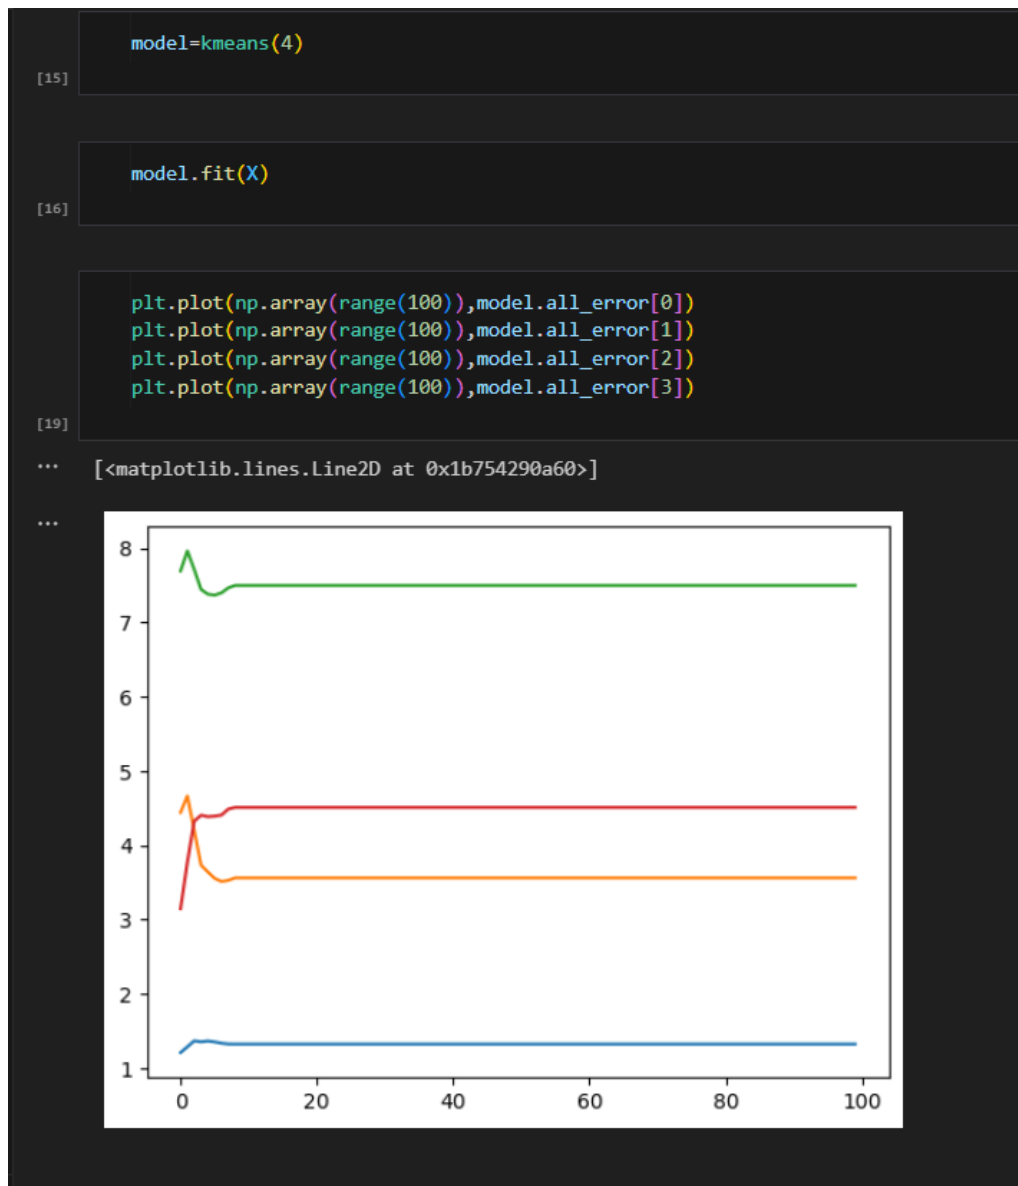 model=kmeans(4)
[15]
model.fit(X)
[16]
plt.plot(np.array(range(100)),model.all_error[0])
plt.plot(np.array(range(100)),model.all_error[1])
plt.plot(np.array(range(100)),model.all_error[2])
plt.plot(np.array(range(100)),model.all_error[3])
[19]
... [<matplotlib.lines.Line2D at 0x1b754290a60>]
...
8
7
6
5
4
3
2
1
0 20 40 60 80 100